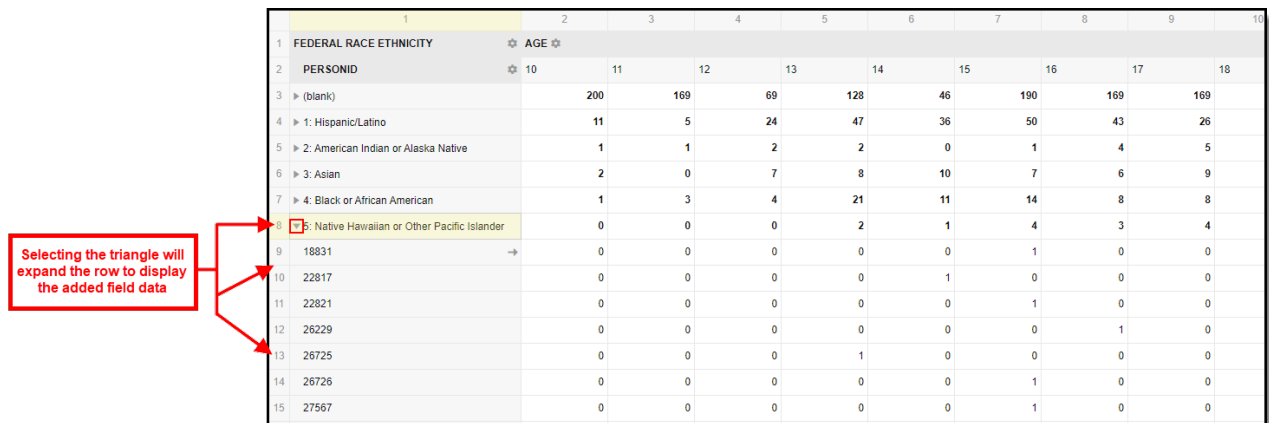 1 2 3 4 5 6 7 8 9 10
1 FEDERAL RACE ETHNICITY AGE
2 PERSONID 10 11 12 13 14 15 16 17 18
3 (blank) 200 169 69 128 46 190 169 169
4 1: Hispanic/Latino 11 5 24 47 36 50 43 26
5 2: American Indian or Alaska Native 1 1 2 2 0 1 4 5
6 3: Asian 2 0 7 8 10 7 6 9
7 4: Black or African American 1 3 4 21 11 14 8 8
8 5: Native Hawaiian or Other Pacific Islander 0 0 0 2 1 4 3 4
9 18831 → 0 0 0 0 0 1 0 0
10 22817 0 0 0 0 1 0 0 0
11 22821 0 0 0 0 0 1 0 0
12 26229 0 0 0 0 0 0 1 0
13 26725 0 0 0 1 0 0 0 0
14 26726 0 0 0 0 0 1 0 0
15 27567 0 0 0 0 0 1 0 0
Selecting the triangle will
expand the row to display
the added field data